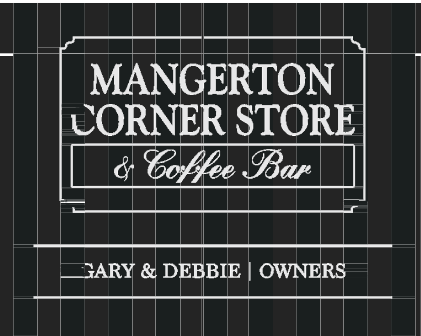 MANGERTON
CORNER STORE
& Coffee Bar
GARY & DEBBIE | OWNERS